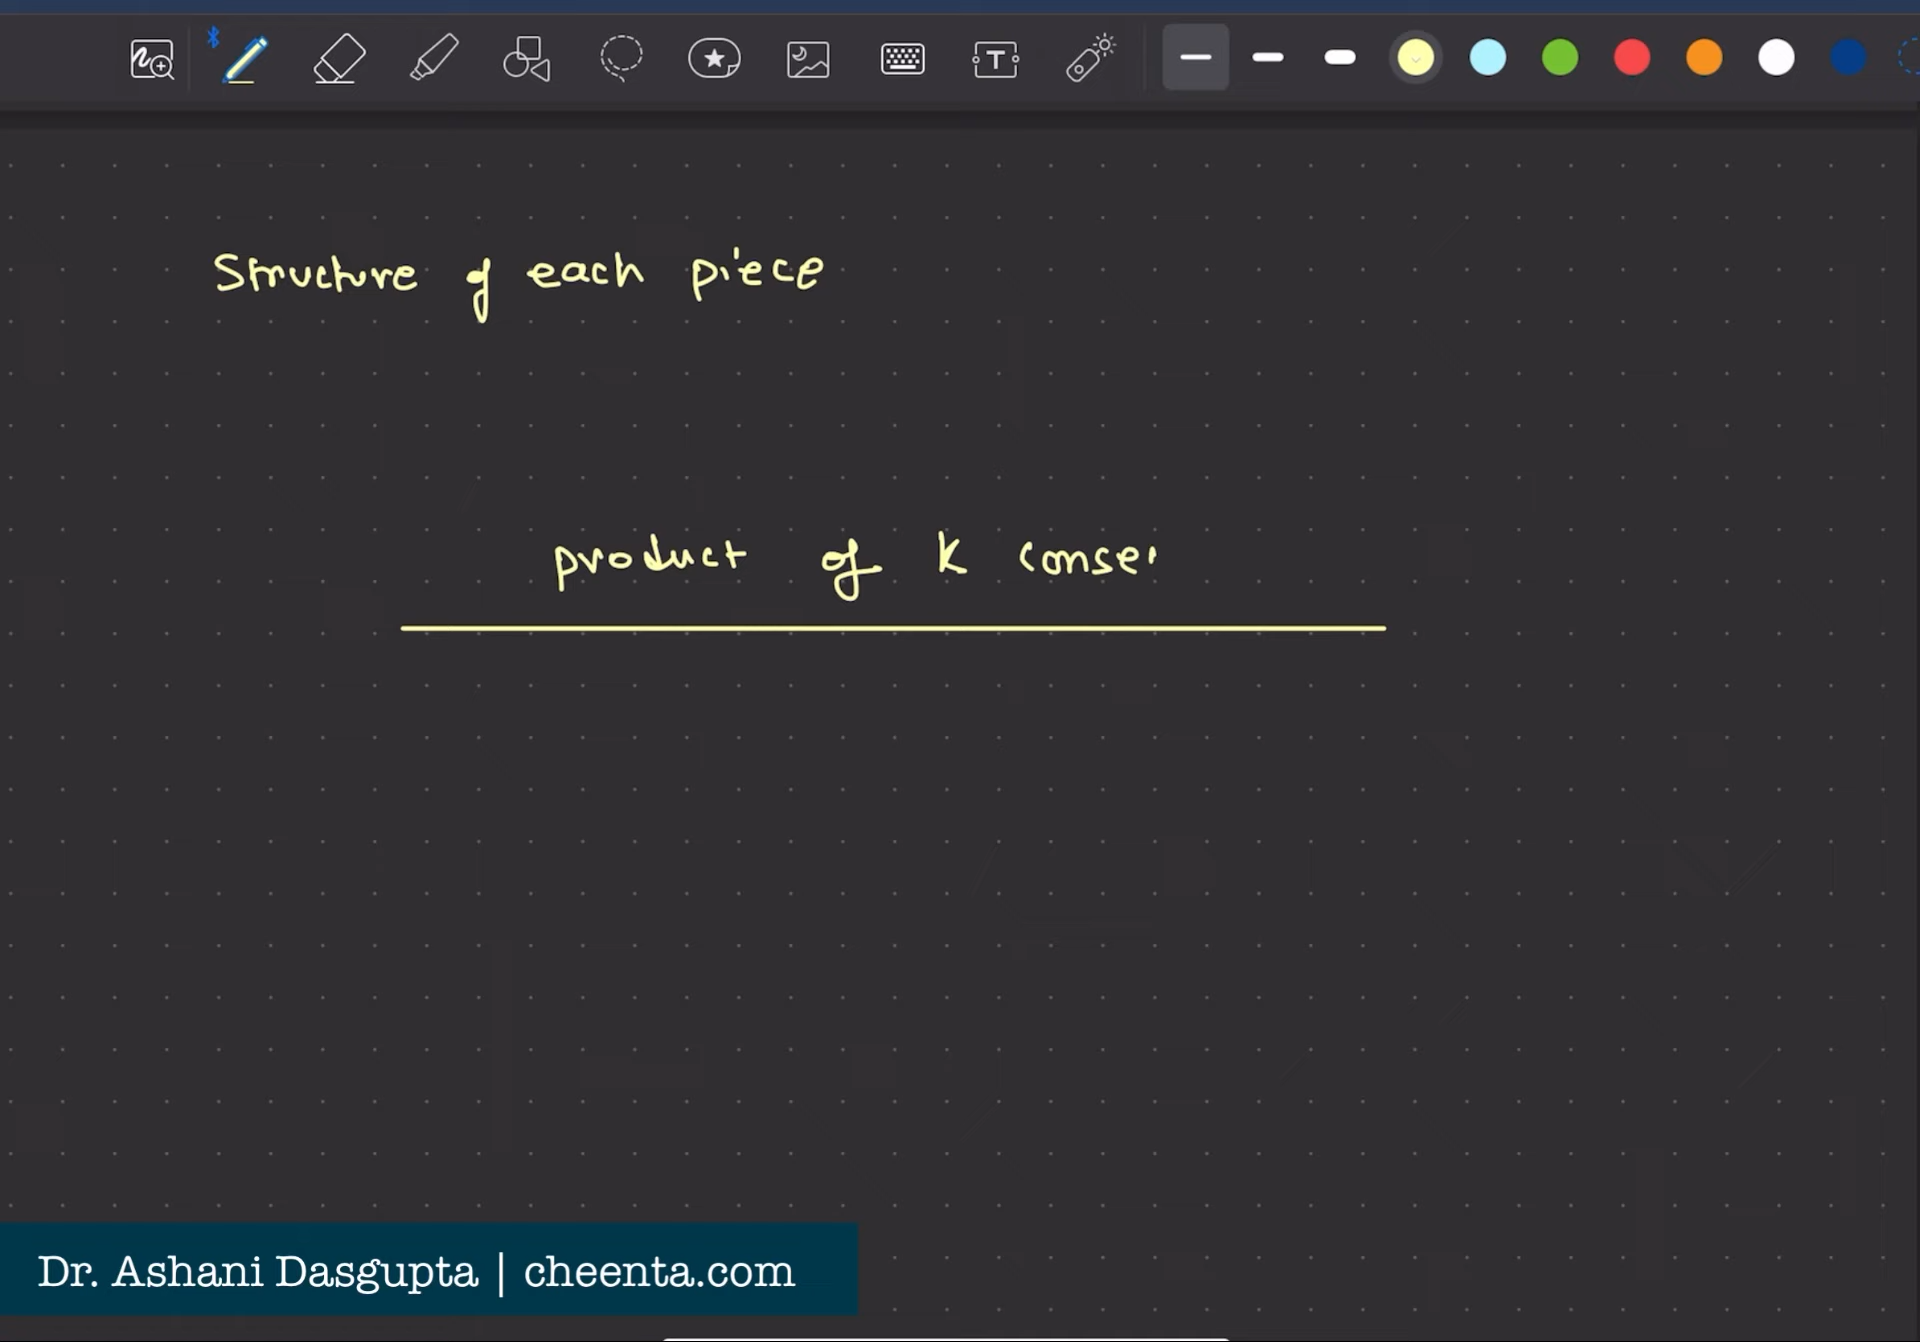 Structure of each piece
product of k conse
Dr. Ashani Dasgupta | cheenta.com